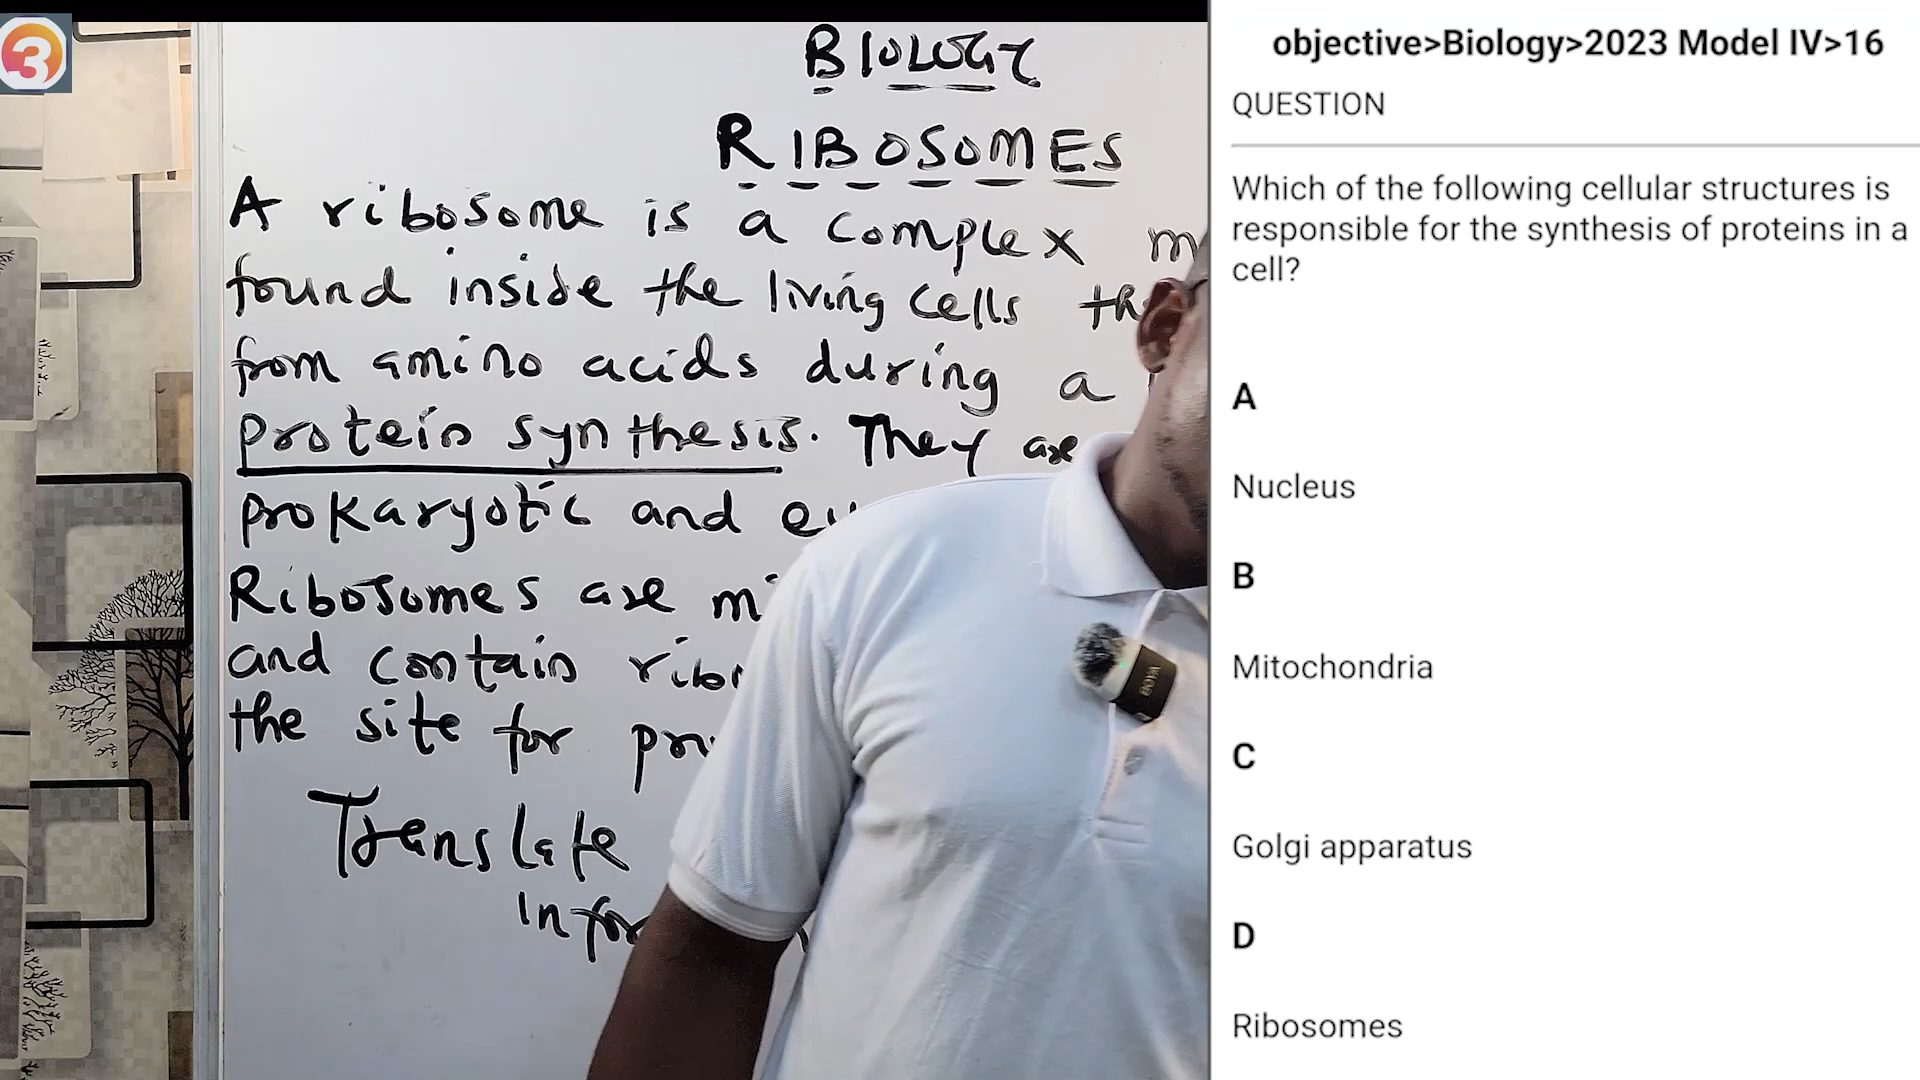 3
BIOLOGY
RIBOSOMES
A ribosome is a complex
found inside the living cells
from amino acids during a
protein synthesis. They are
prokaryotic and
Ribosomes are
and contain
the site for
Translate
BOYA
objective>Biology>2023 Model IV>16
QUESTION
Which of the following cellular structures is
responsible for the synthesis of proteins in a
cell?
A
Nucleus
B
Mitochondria
C
Golgi apparatus
D
Ribosomes